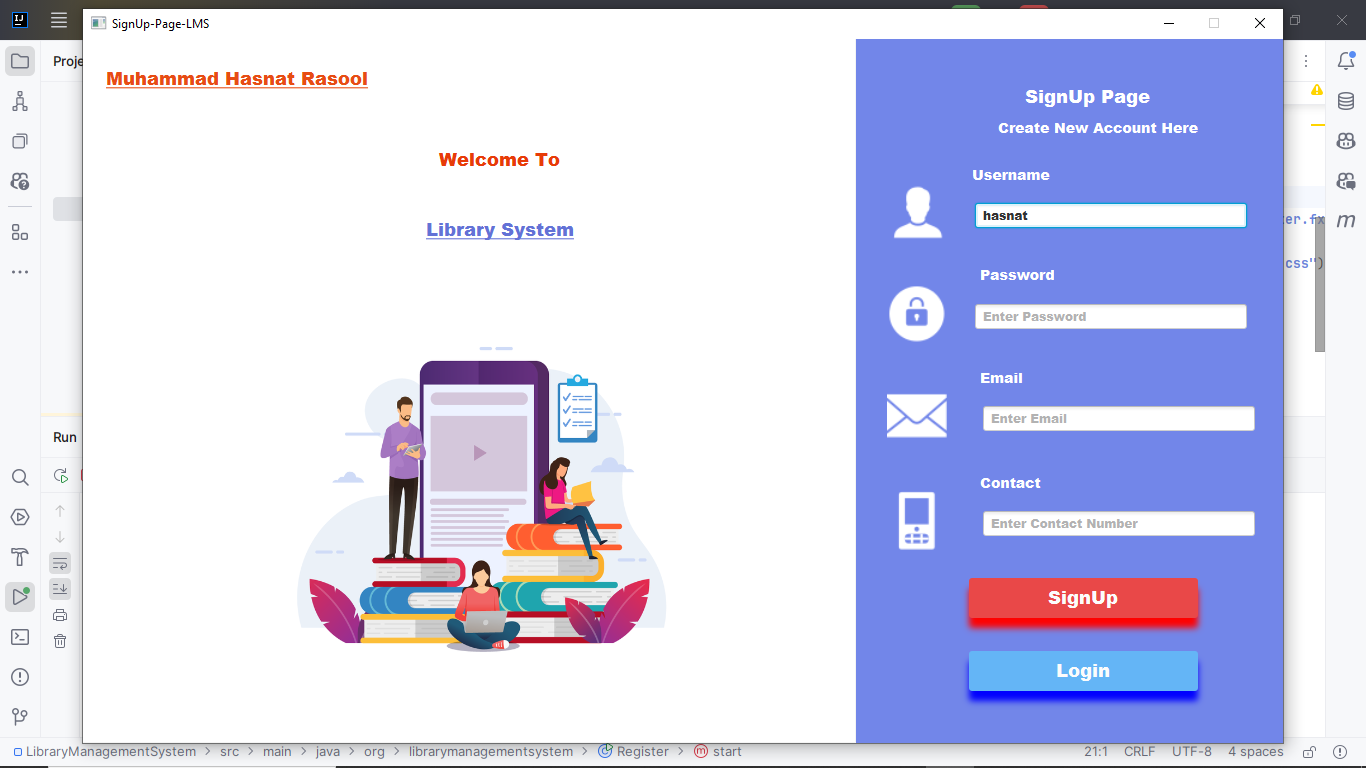 SignUp-Page-LMS
Proje
Muhammad Hasnat Rasool
Welcome To
Library System
SignUp Page
Create New Account Here
Username
hasnat
Password
Enter Password
Email
Enter Email
Contact
Enter Contact Number
SignUp
Login
er.fx
css")
m
Run
LibraryManagementSystem > src > main > java > org > librarymanagementsystem > Register > start
21:1 CRLF UTF-8 4 spaces